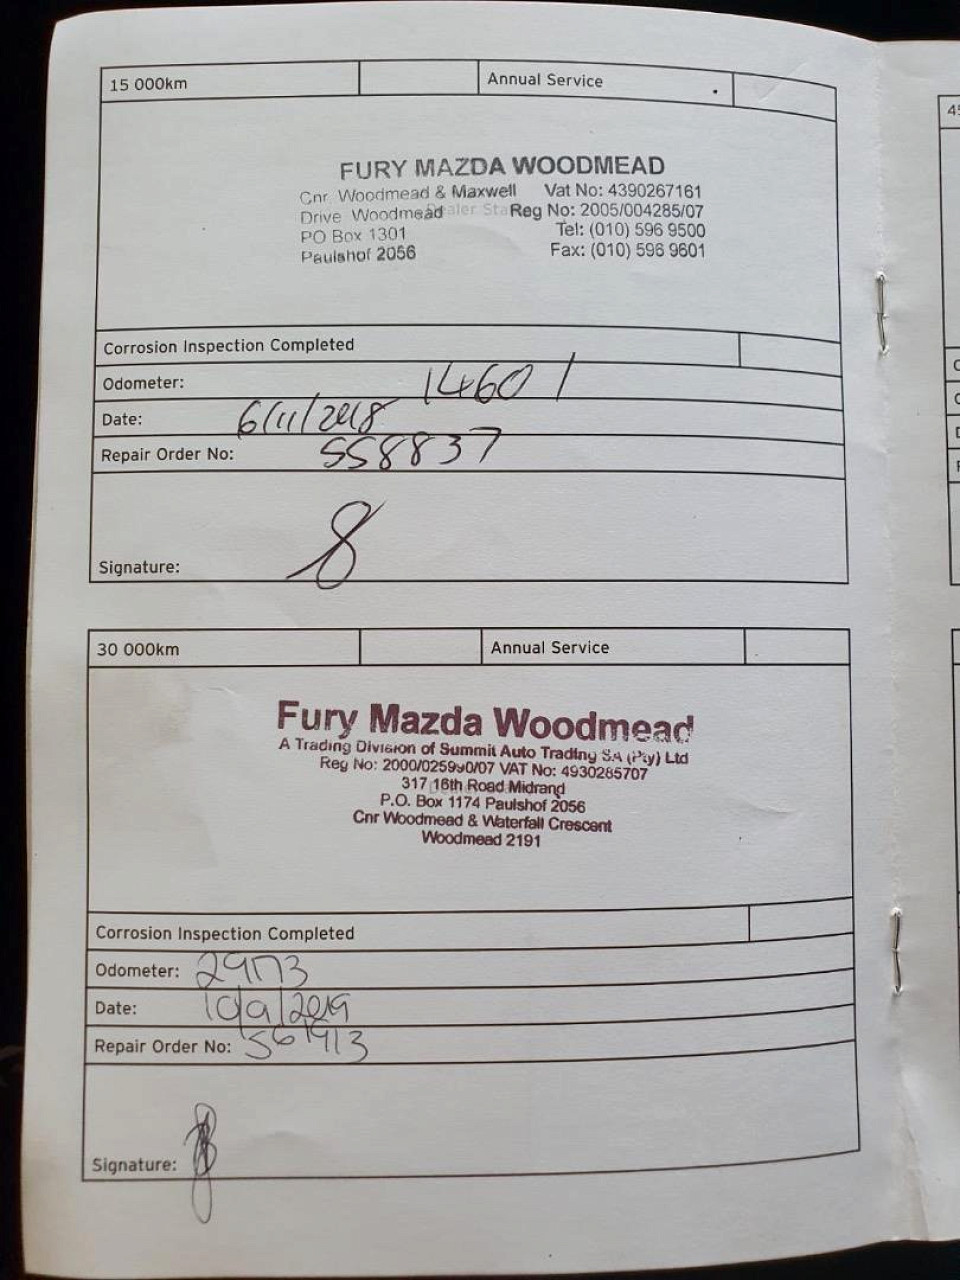 15 000km Annual Service
FURY MAZDA WOODMEAD
Cnr. Woodmead & Maxwell Vat No: 4390267161
Drive Woodmead Dealer Sta Reg No: 2005/004285/07
PO Box 1301 Tel: (010) 596 9500
Paulshof 2056 Fax: (010) 596 9601
Corrosion Inspection Completed
Odometer: 14601
Date: 6/11/2018
Repair Order No: 558837
Signature:
30 000km Annual Service
Fury Mazda Woodmead
A Trading Division of Summit Auto Trading SA (Pty) Ltd
Reg No: 2000/025990/07 VAT No: 4930285707
317 16th Road Midrand
P.O. Box 1174 Paulshof 2056
Cnr Woodmead & Waterfall Crescent
Woodmead 2191
Corrosion Inspection Completed
Odometer: 29173
Date: 10/9/2019
Repair Order No: 561913
Signature: